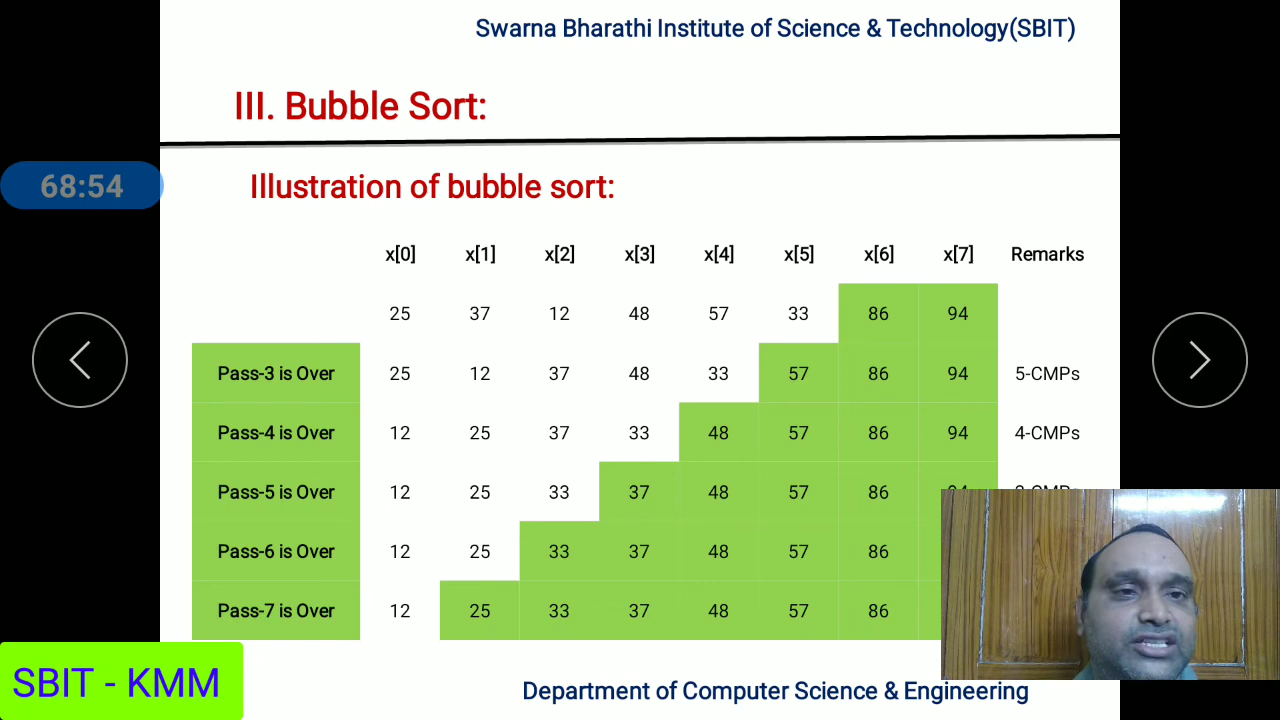 Swarna Bharathi Institute of Science & Technology(SBIT)
III. Bubble Sort:
68:54
Illustration of bubble sort:
x[0] x[1] x[2] x[3] x[4] x[5] x[6] x[7] Remarks
25 37 12 48 57 33 86 94
Pass-3 is Over 25 12 37 48 33 57 86 94 5-CMPs
Pass-4 is Over 12 25 37 33 48 57 86 94 4-CMPs
Pass-5 is Over 12 25 33 37 48 57 86
Pass-6 is Over 12 25 33 37 48 57 86
Pass-7 is Over 12 25 33 37 48 57 86
SBIT - KMM
Department of Computer Science & Engineering